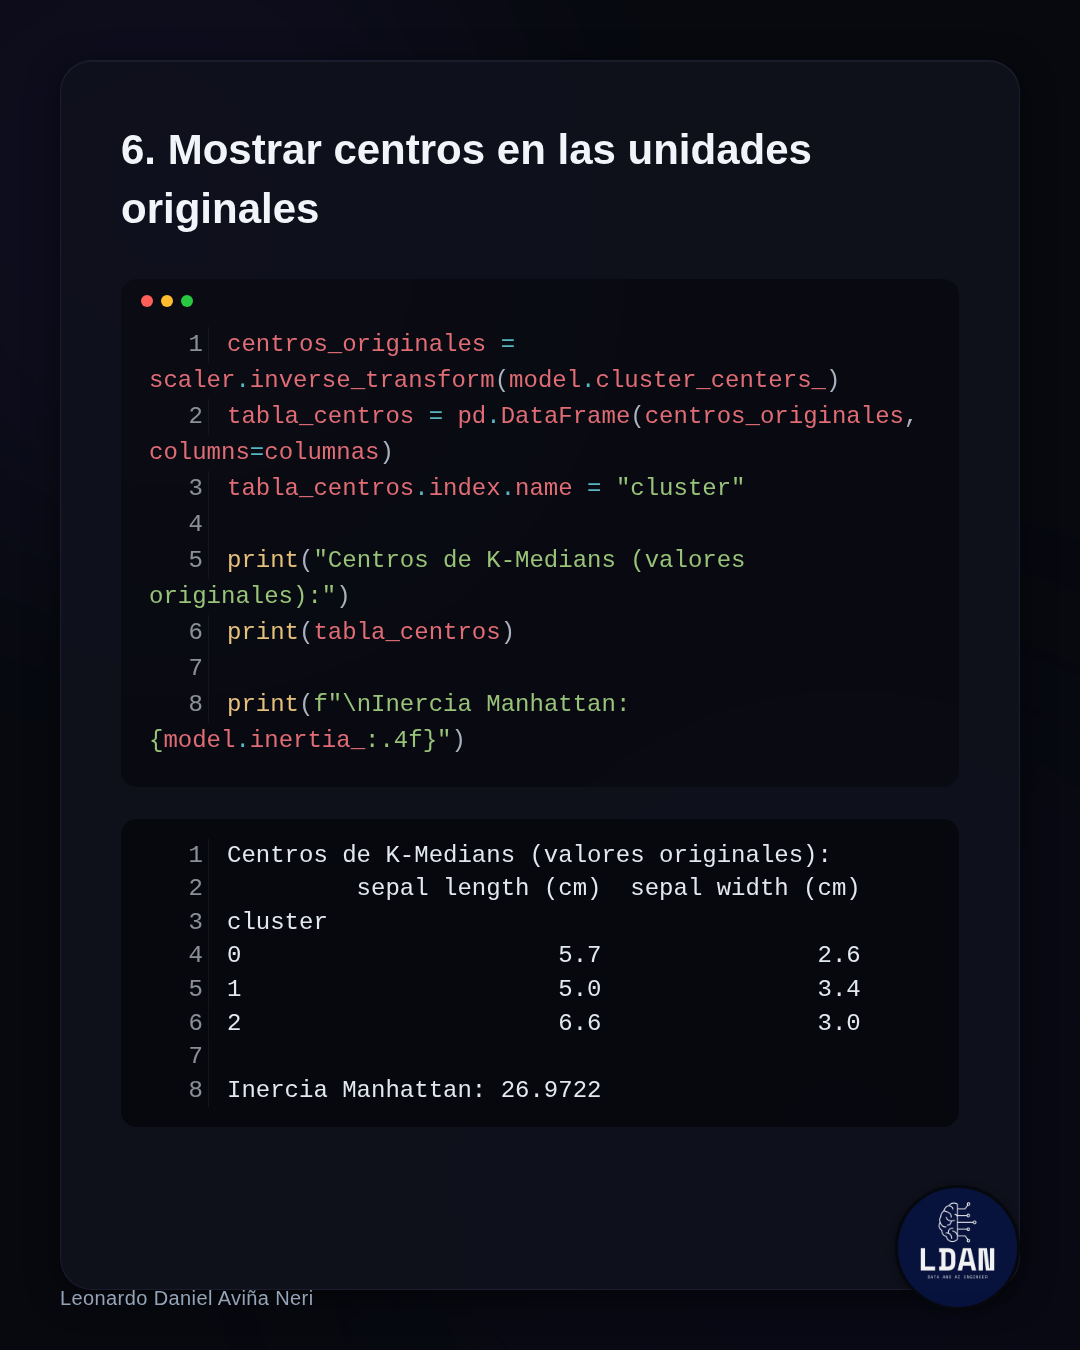 6. Mostrar centros en las unidades
originales
1 centros_originales =
scaler.inverse_transform(model.cluster_centers_)
2 tabla_centros = pd.DataFrame(centros_originales,
columns=columnas)
3 tabla_centros.index.name = "cluster"
4
5 print("Centros de K-Medians (valores
originales):")
6 print(tabla_centros)
7
8 print(f"\nInercia Manhattan:
{model.inertia_:.4f}")
1 Centros de K-Medians (valores originales):
2          sepal length (cm)  sepal width (cm)
3 cluster
4 0                      5.7               2.6
5 1                      5.0               3.4
6 2                      6.6               3.0
7
8 Inercia Manhattan: 26.9722
LDAN
DATA AND AI ENGINEER
Leonardo Daniel Aviña Neri